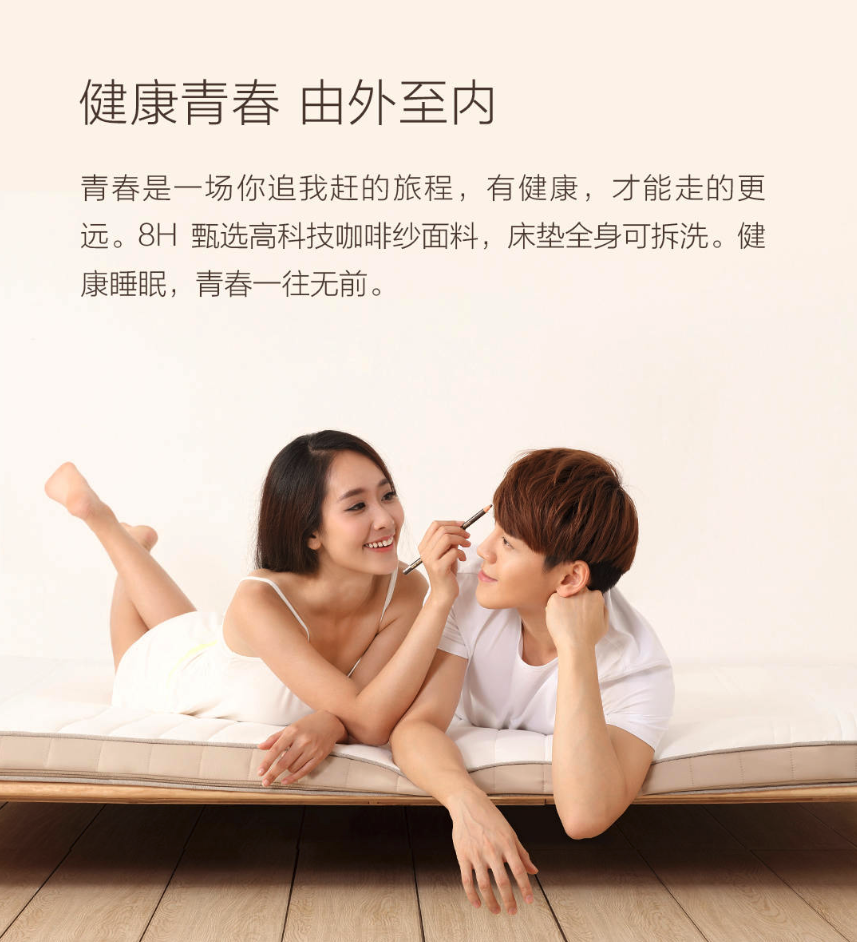 健康青春 由外至内
青春是一场你追我赶的旅程，有健康，才能走的更
远。8H 甄选高科技咖啡纱面料，床垫全身可拆洗。健
康睡眠，青春一往无前。